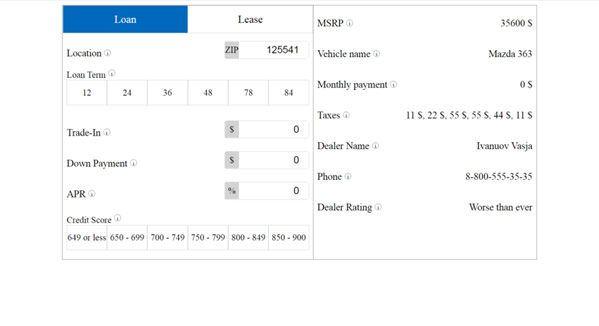 Loan Lease
Location ZIP 125541
Loan Term
12 24 36 48 78 84
Trade-In $ 0
Down Payment $ 0
APR % 0
Credit Score
649 or less 650 - 699 700 - 749 750 - 799 800 - 849 850 - 900
MSRP 35600 $
Vehicle name Mazda 363
Monthly payment 0 $
Taxes 11 $, 22 $, 55 $, 55 $, 44 $, 11 $
Dealer Name Ivanuov Vasja
Phone 8-800-555-35-35
Dealer Rating Worse than ever